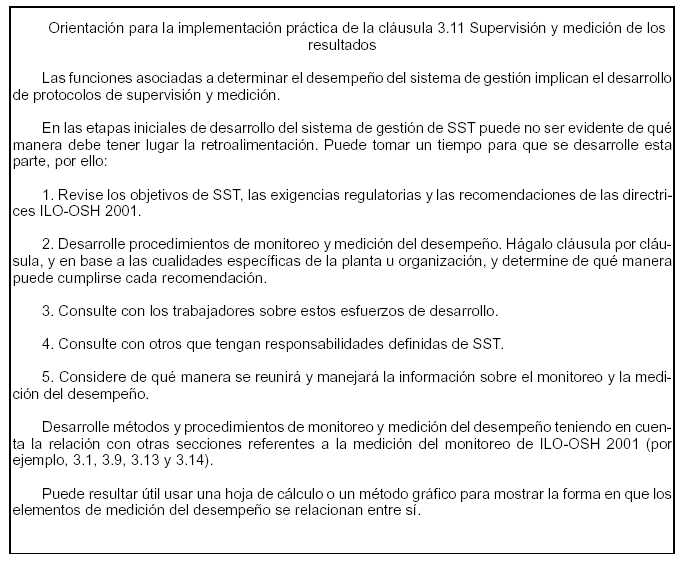 Orientación para la implementación práctica de la cláusula 3.11 Supervisión y medición de los
resultados
Las funciones asociadas a determinar el desempeño del sistema de gestión implican el desarrollo
de protocolos de supervisión y medición.
En las etapas iniciales de desarrollo del sistema de gestión de SST puede no ser evidente de qué
manera debe tener lugar la retroalimentación. Puede tomar un tiempo para que se desarrolle esta
parte, por ello:
1. Revise los objetivos de SST, las exigencias regulatorias y las recomendaciones de las directri-
ces ILO-OSH 2001.
2. Desarrolle procedimientos de monitoreo y medición del desempeño. Hágalo cláusula por cláu-
sula, y en base a las cualidades específicas de la planta u organización, y determine de qué manera
puede cumplirse cada recomendación.
3. Consulte con los trabajadores sobre estos esfuerzos de desarrollo.
4. Consulte con otros que tengan responsabilidades definidas de SST.
5. Considere de qué manera se reunirá y manejará la información sobre el monitoreo y la medi-
ción del desempeño.
Desarrolle métodos y procedimientos de monitoreo y medición del desempeño teniendo en cuen-
ta la relación con otras secciones referentes a la medición del monitoreo de ILO-OSH 2001 (por
ejemplo, 3.1, 3.9, 3.13 y 3.14).
Puede resultar útil usar una hoja de cálculo o un método gráfico para mostrar la forma en que los
elementos de medición del desempeño se relacionan entre sí.